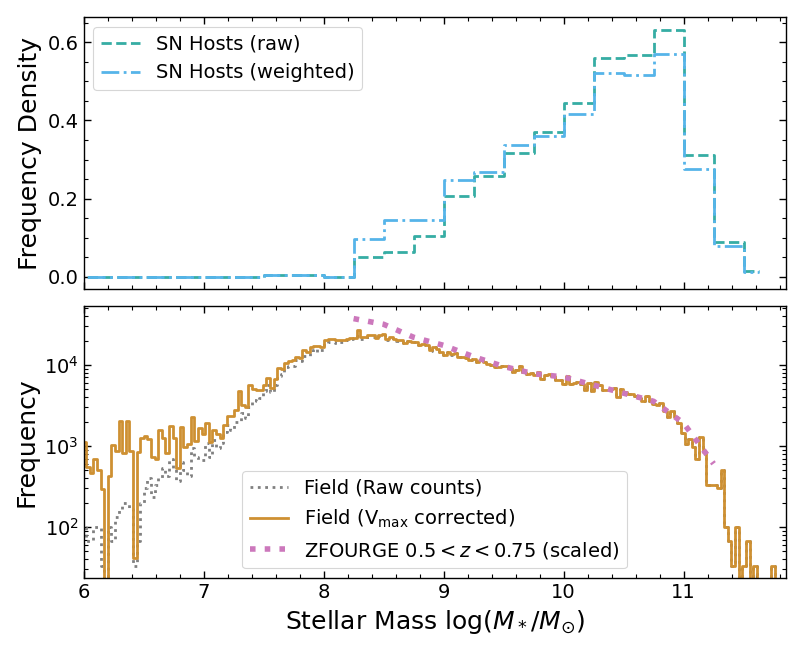 0.6
0.4
0.2
0.0
Frequency Density
SN Hosts (raw)
SN Hosts (weighted)
10⁴
10³
10²
Frequency
Field (Raw counts)
Field (Vₘₐₓ corrected)
ZFOURGE 0.5 < z < 0.75 (scaled)
6 7 8 9 10 11
Stellar Mass log(M*/M⊙)